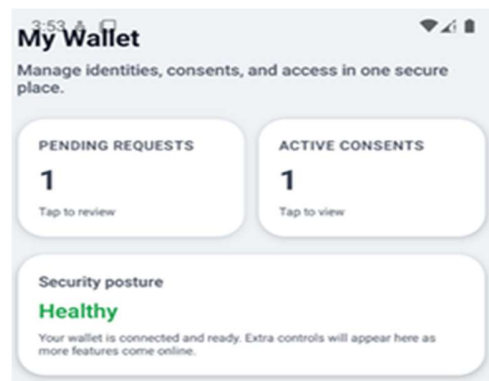 3:53
My Wallet
Manage identities, consents, and access in one secure
place.
PENDING REQUESTS
1
Tap to review
ACTIVE CONSENTS
1
Tap to view
Security posture
Healthy
Your wallet is connected and ready. Extra controls will appear here as
more features come online.